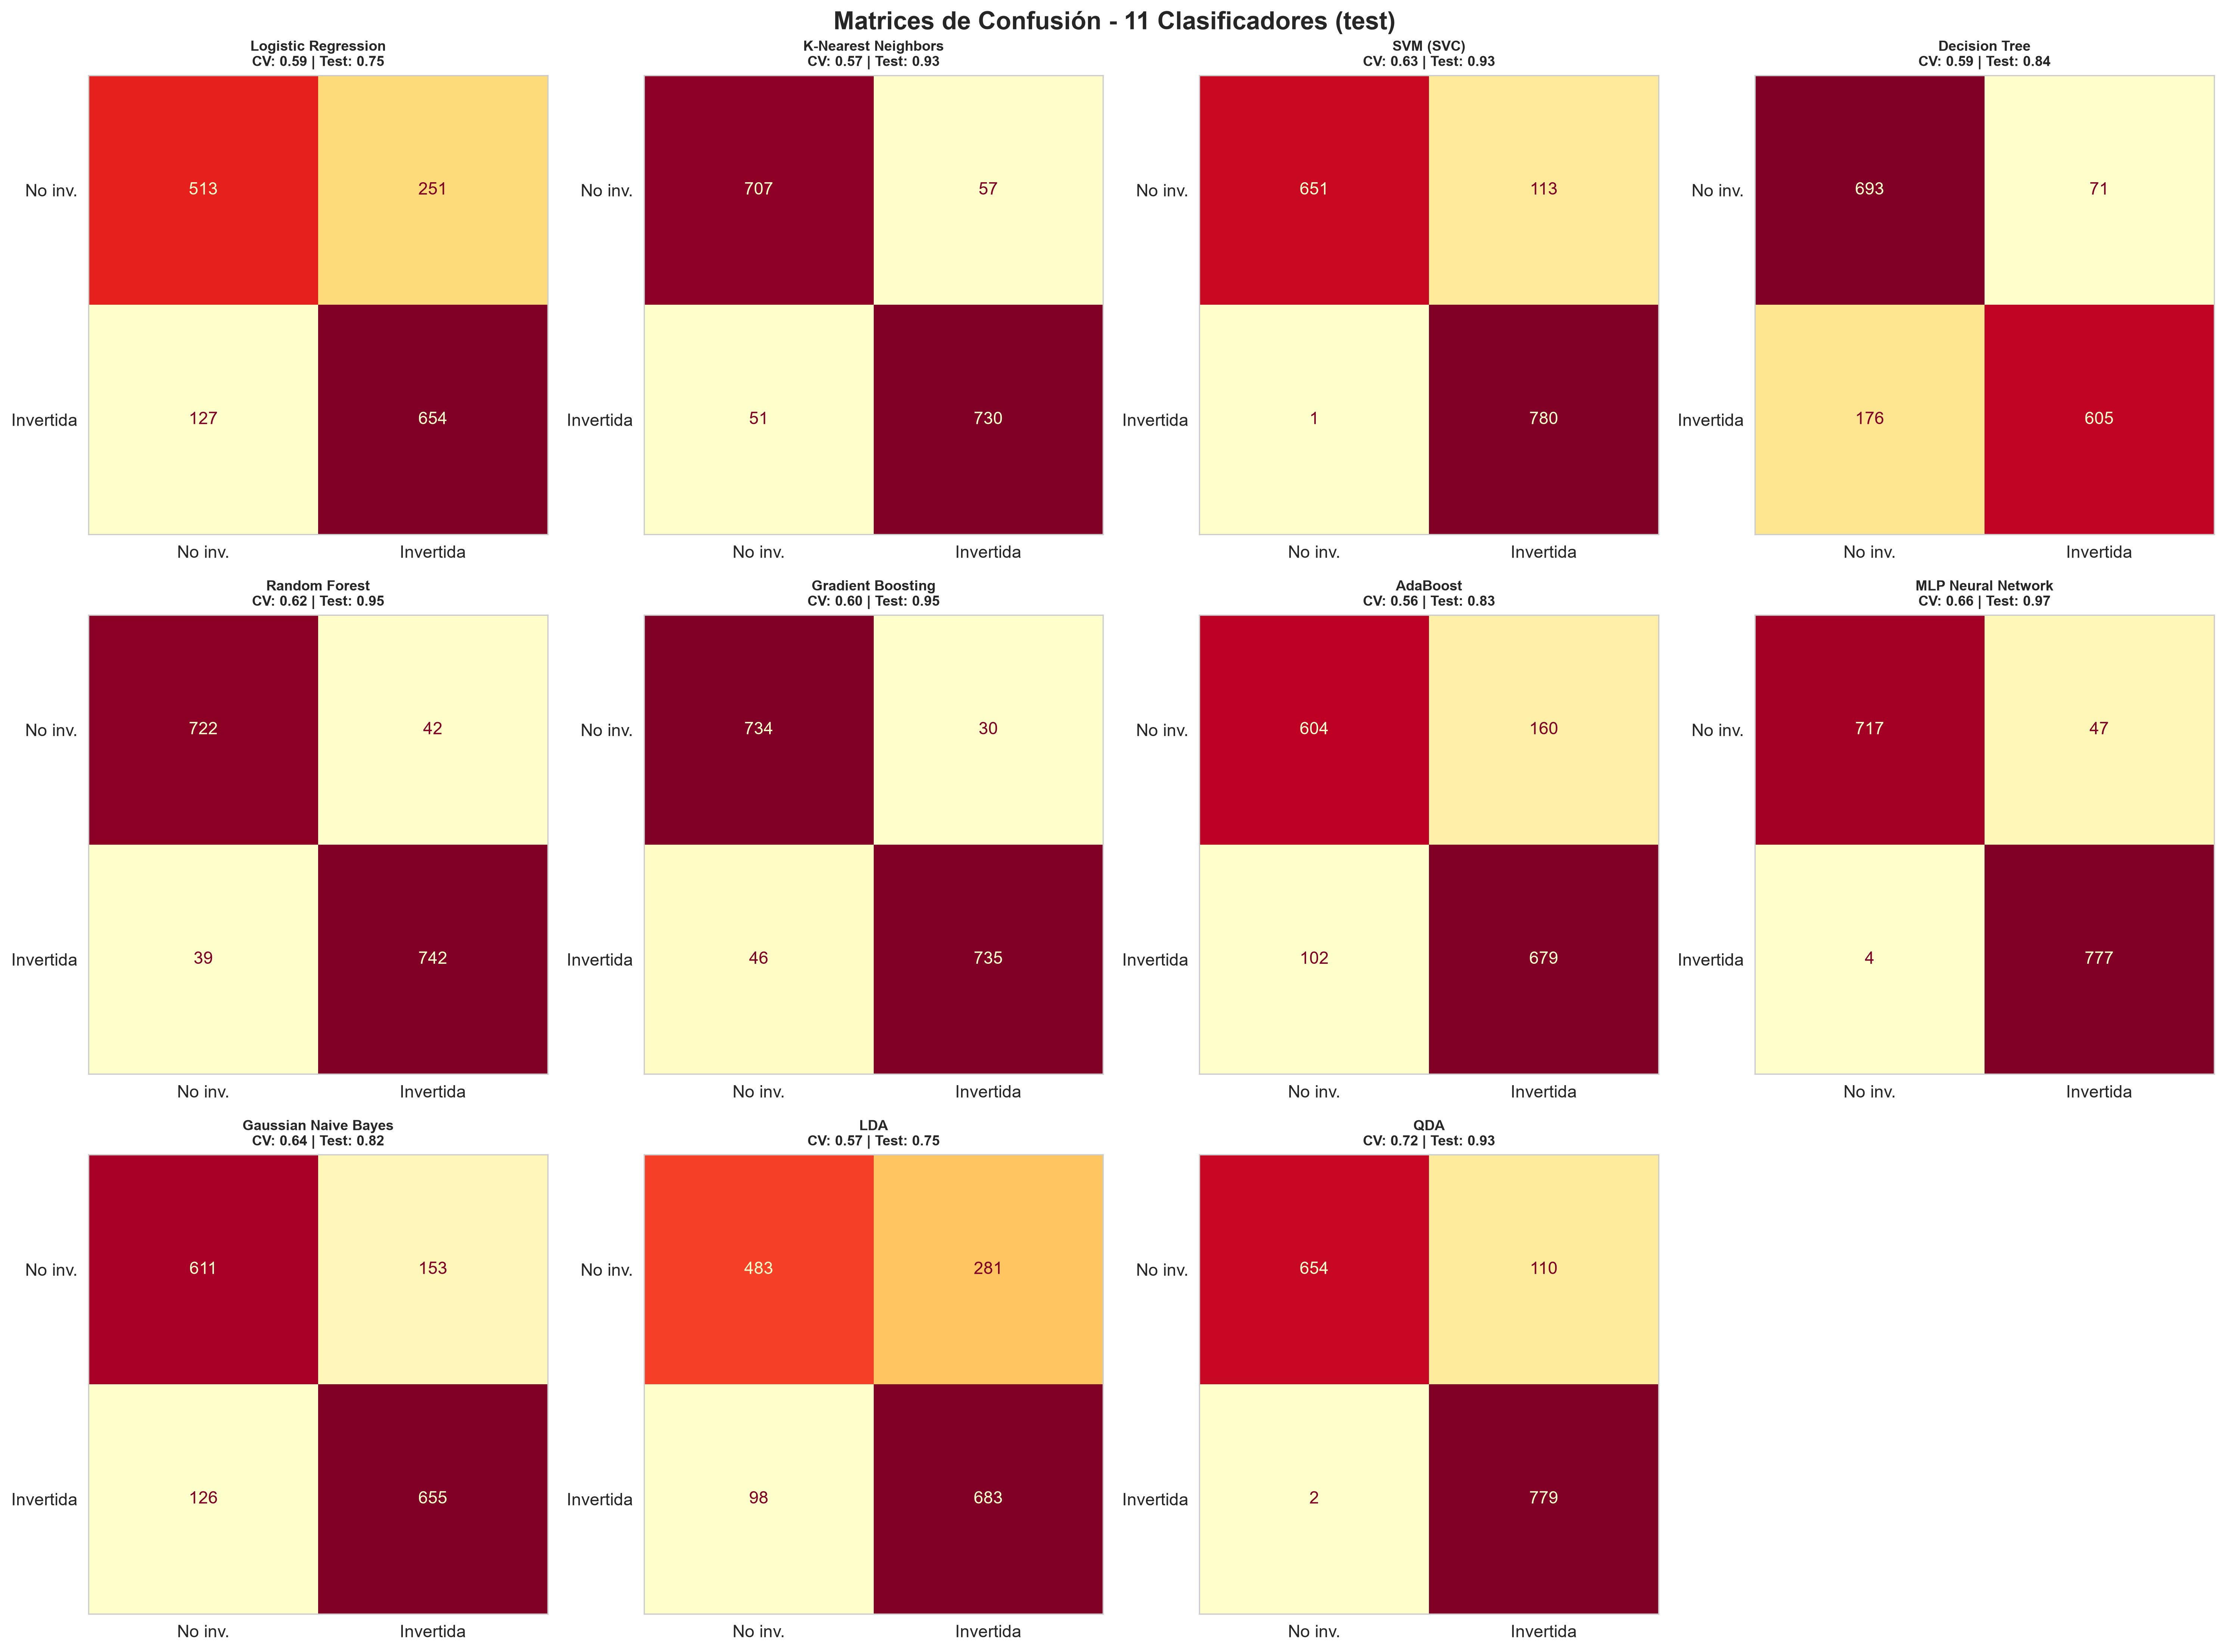 Matrices de Confusión - 11 Clasificadores (test)
Logistic Regression
CV: 0.59 | Test: 0.75
No inv.
513
251
Invertida
127
654
No inv.
Invertida
K-Nearest Neighbors
CV: 0.57 | Test: 0.93
No inv.
707
57
Invertida
51
730
No inv.
Invertida
SVM (SVC)
CV: 0.63 | Test: 0.93
No inv.
651
113
Invertida
1
780
No inv.
Invertida
Decision Tree
CV: 0.59 | Test: 0.84
No inv.
693
71
Invertida
176
605
No inv.
Invertida
Random Forest
CV: 0.62 | Test: 0.95
No inv.
722
42
Invertida
39
742
No inv.
Invertida
Gradient Boosting
CV: 0.60 | Test: 0.95
No inv.
734
30
Invertida
46
735
No inv.
Invertida
AdaBoost
CV: 0.56 | Test: 0.83
No inv.
604
160
Invertida
102
679
No inv.
Invertida
MLP Neural Network
CV: 0.66 | Test: 0.97
No inv.
717
47
Invertida
4
777
No inv.
Invertida
Gaussian Naive Bayes
CV: 0.64 | Test: 0.82
No inv.
611
153
Invertida
126
655
No inv.
Invertida
LDA
CV: 0.57 | Test: 0.75
No inv.
483
281
Invertida
98
683
No inv.
Invertida
QDA
CV: 0.72 | Test: 0.93
No inv.
654
110
Invertida
2
779
No inv.
Invertida